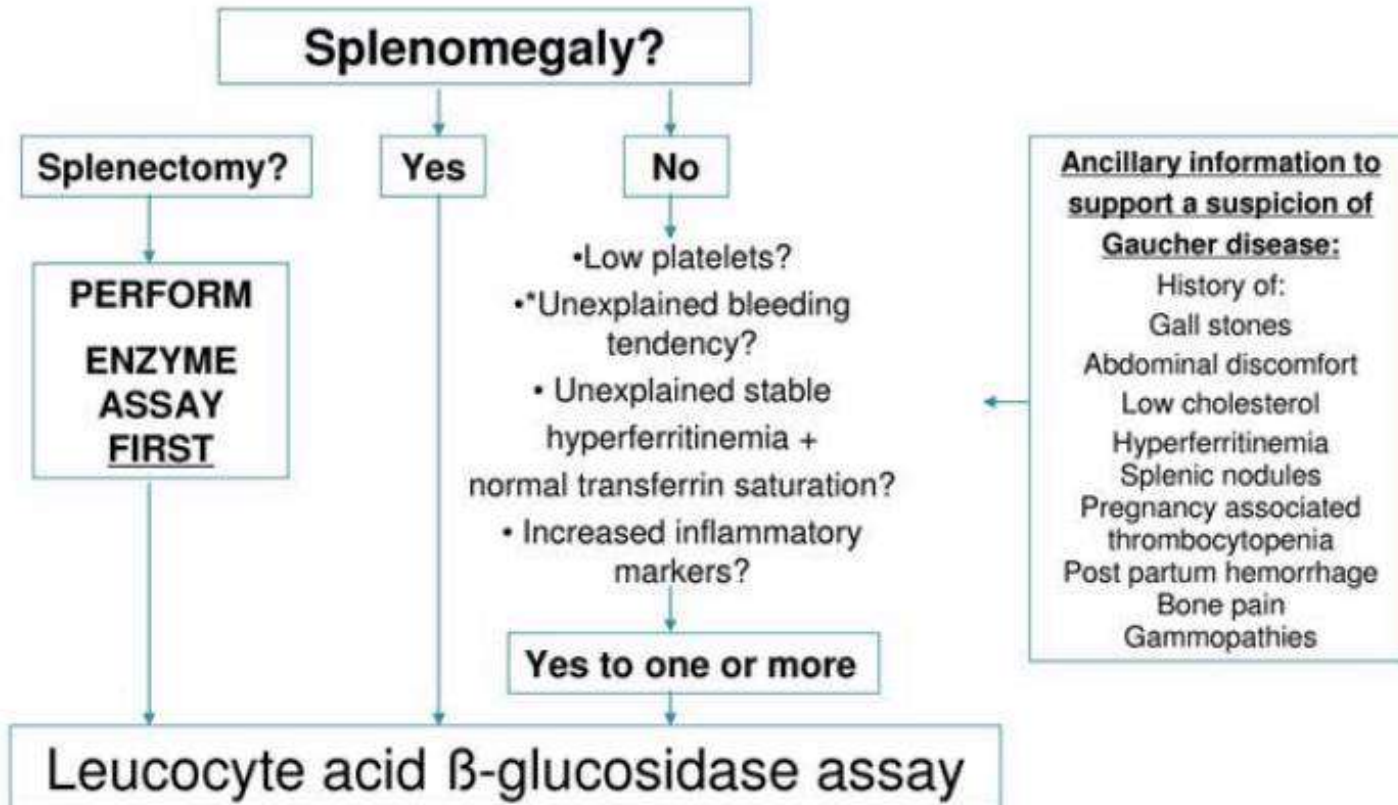 Splenomegaly?
Splenectomy?
Yes
No
PERFORM
ENZYME
ASSAY
FIRST
•Low platelets?
•*Unexplained bleeding
tendency?
• Unexplained stable
hyperferritinemia +
normal transferrin saturation?
• Increased inflammatory
markers?
Yes to one or more
Ancillary information to
support a suspicion of
Gaucher disease:
History of:
Gall stones
Abdominal discomfort
Low cholesterol
Hyperferritinemia
Splenic nodules
Pregnancy associated
thrombocytopenia
Post partum hemorrhage
Bone pain
Gammopathies
Leucocyte acid ß-glucosidase assay